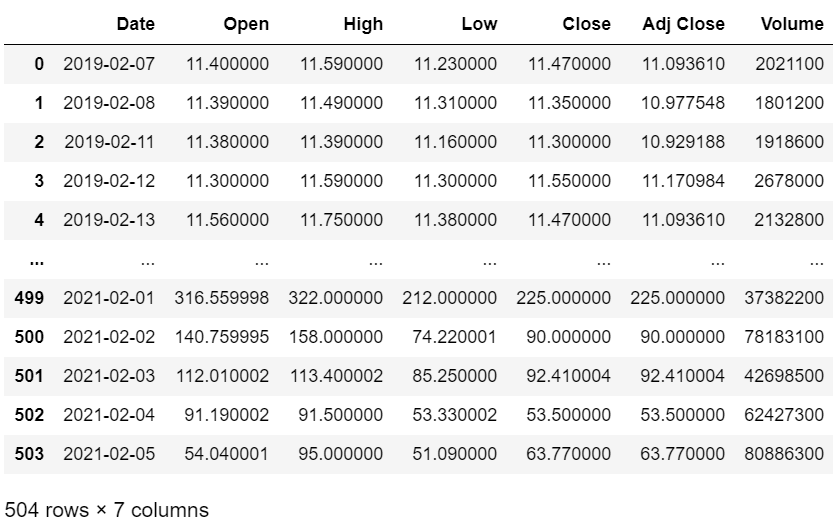 Date Open High Low Close Adj Close Volume
0 2019-02-07 11.400000 11.590000 11.230000 11.470000 11.093610 2021100
1 2019-02-08 11.390000 11.490000 11.310000 11.350000 10.977548 1801200
2 2019-02-11 11.380000 11.390000 11.160000 11.300000 10.929188 1918600
3 2019-02-12 11.300000 11.590000 11.300000 11.550000 11.170984 2678000
4 2019-02-13 11.560000 11.750000 11.380000 11.470000 11.093610 2132800
... ... ... ... ... ... ... ...
499 2021-02-01 316.559998 322.000000 212.000000 225.000000 225.000000 37382200
500 2021-02-02 140.759995 158.000000 74.220001 90.000000 90.000000 78183100
501 2021-02-03 112.010002 113.400002 85.250000 92.410004 92.410004 42698500
502 2021-02-04 91.190002 91.500000 53.330002 53.500000 53.500000 62427300
503 2021-02-05 54.040001 95.000000 51.090000 63.770000 63.770000 80886300
504 rows × 7 columns